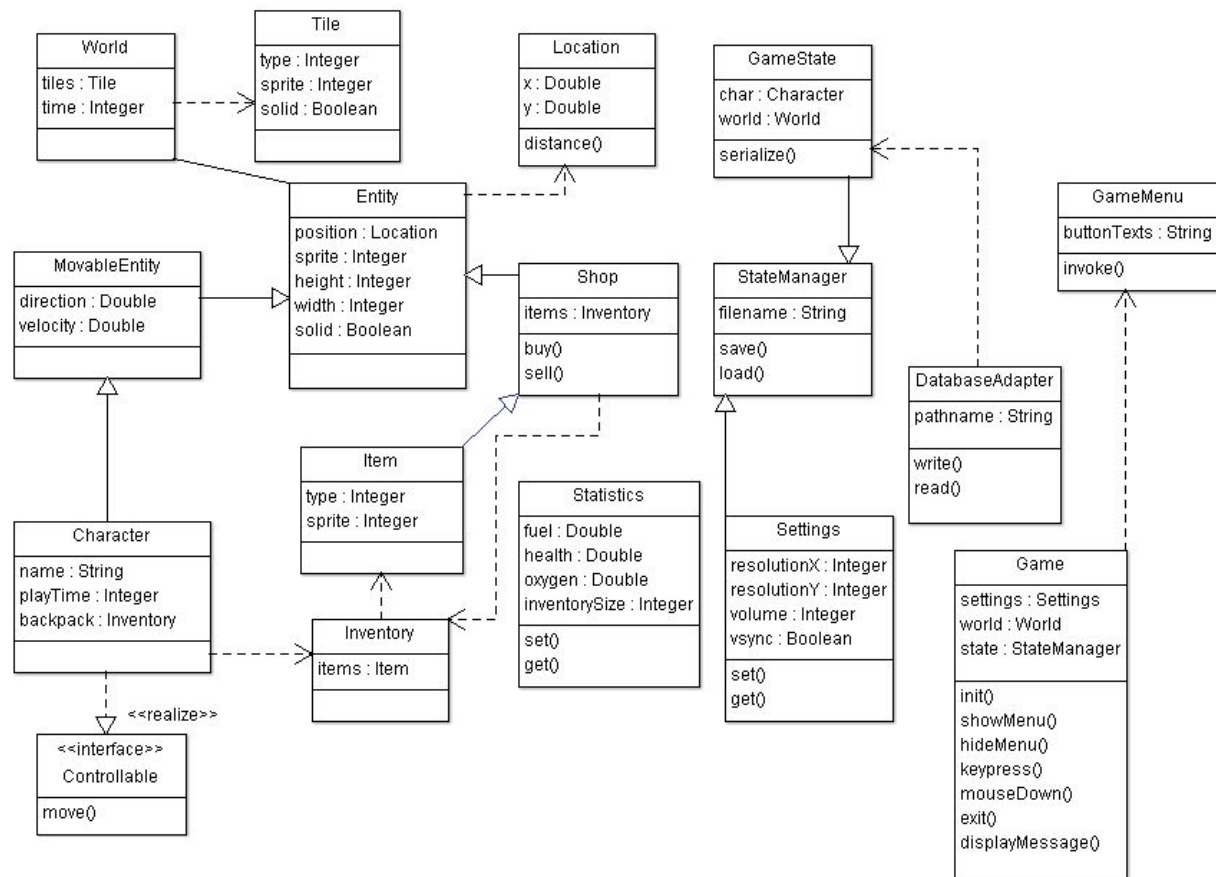 World
tiles : Tile
time : Integer
Tile
type : Integer
sprite : Integer
solid : Boolean
Location
x : Double
y : Double
distance()
GameState
char : Character
world : World
serialize()
GameMenu
buttonTexts : String
invoke()
Entity
position : Location
sprite : Integer
height : Integer
width : Integer
solid : Boolean
MovableEntity
direction : Double
velocity : Double
Shop
items : Inventory
buy()
sell()
StateManager
filename : String
save()
load()
DatabaseAdapter
pathname : String
write()
read()
Item
type : Integer
sprite : Integer
Statistics
fuel : Double
health : Double
oxygen : Double
inventorySize : Integer
set()
get()
Settings
resolutionX : Integer
resolutionY : Integer
volume : Integer
vsync : Boolean
set()
get()
Character
name : String
playTime : Integer
backpack : Inventory
Inventory
items : Item
<<realize>>
<<interface>>
Controllable
move()
Game
settings : Settings
world : World
state : StateManager
init()
showMenu()
hideMenu()
keypress()
mouseDown()
exit()
displayMessage()